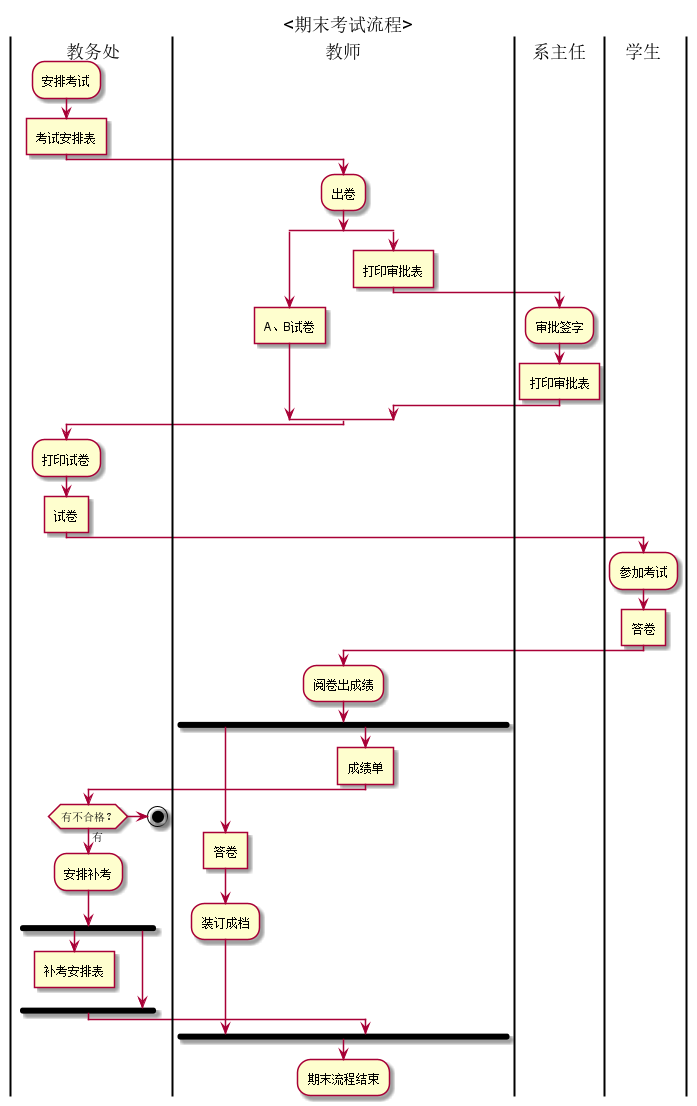 <期末考试流程>
教务处
教师
系主任
学生
安排考试
考试安排表
出卷
打印审批表
A、B试卷
审批签字
打印审批表
打印试卷
试卷
参加考试
答卷
阅卷出成绩
成绩单
有不合格？
有
答卷
安排补考
装订成档
补考安排表
期末流程结束